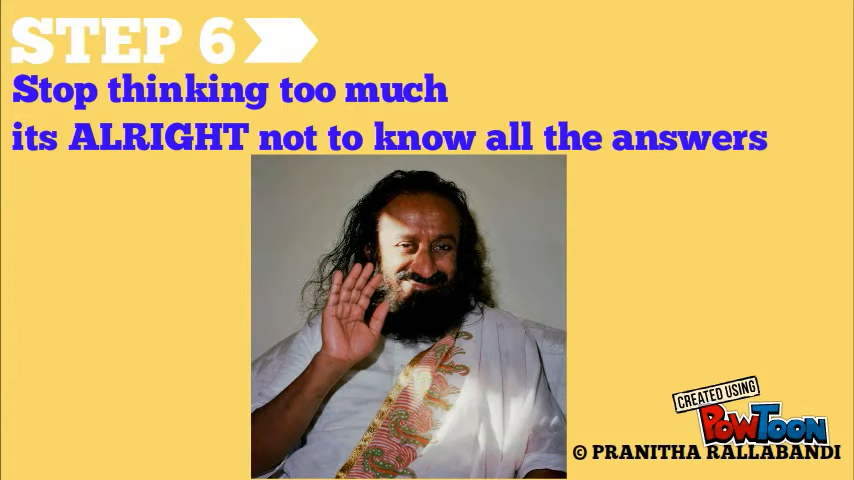 STEP 6
Stop thinking too much
its ALRIGHT not to know all the answers
CREATED USING
POWTOON
© PRANITHA RALLABANDI